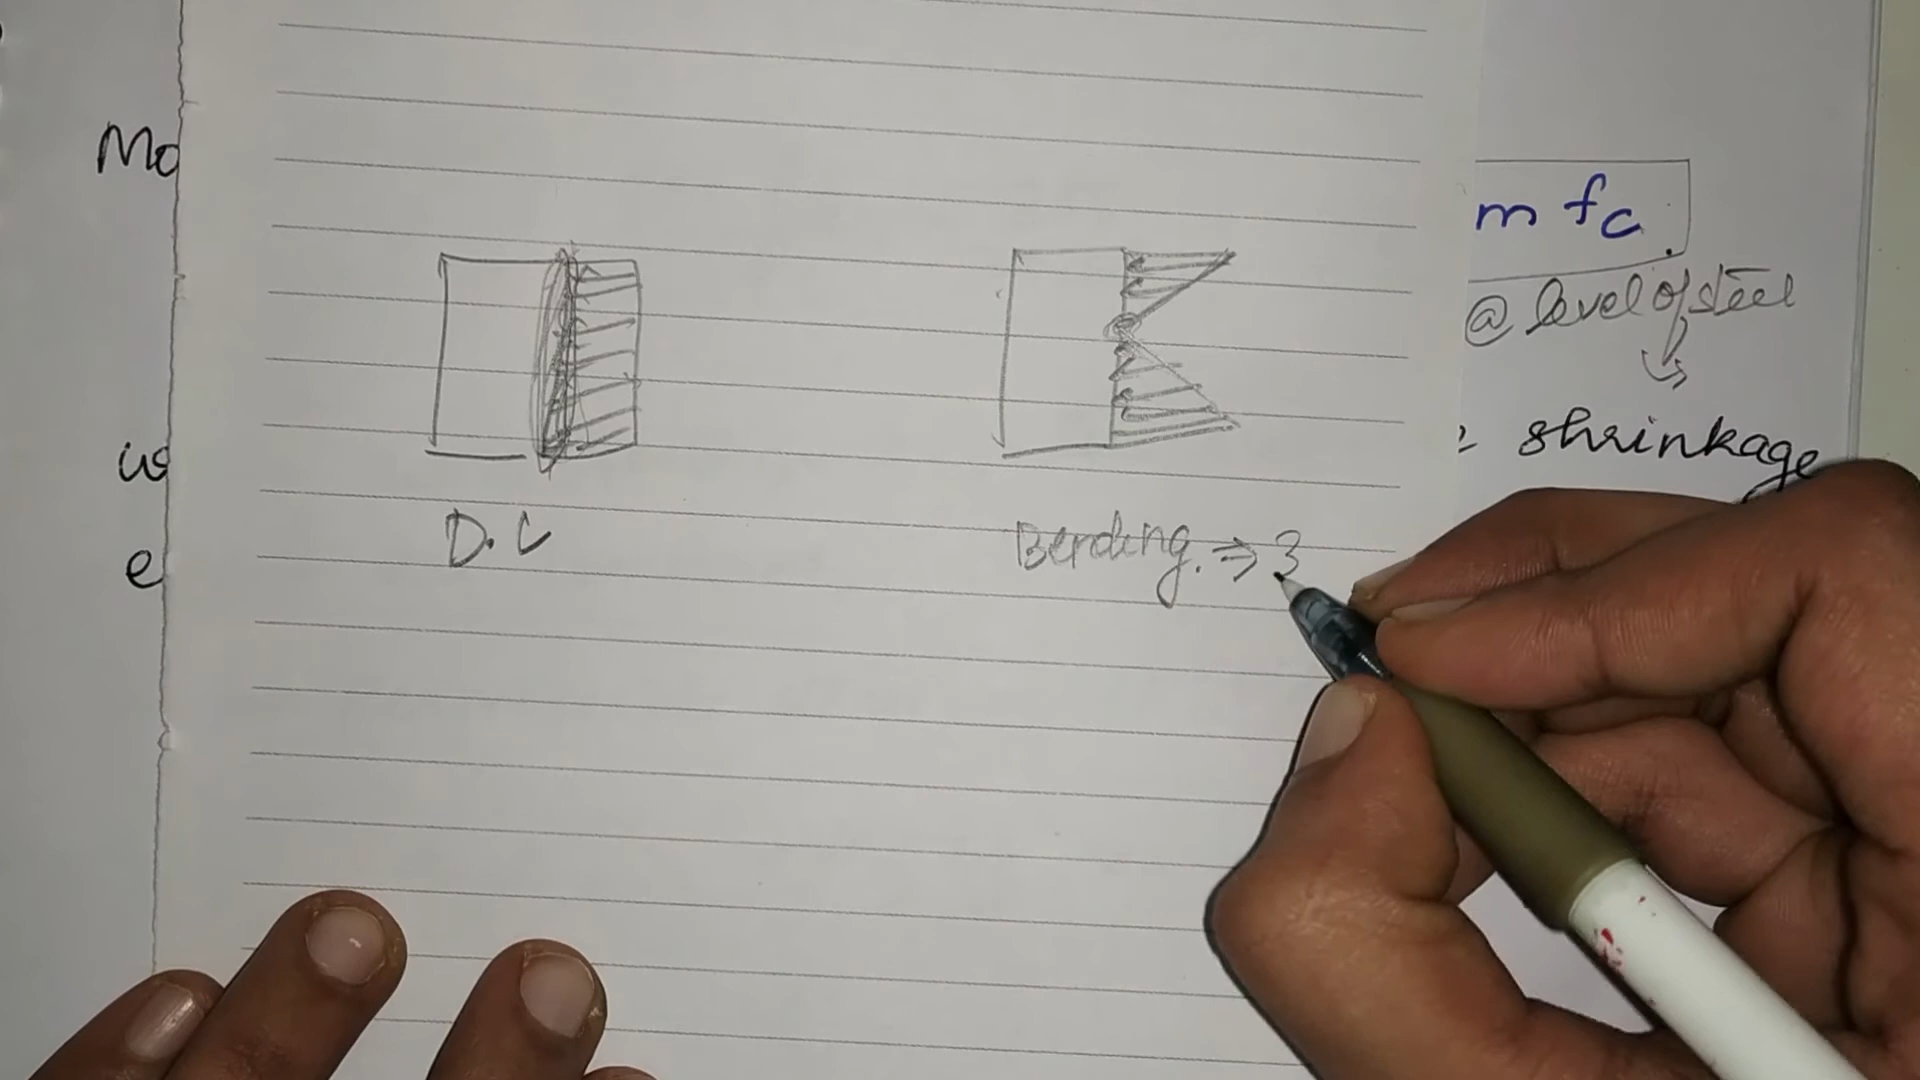 Mo
m fc
@ level of steel
shrinkage
D.C
Bending. ⇒ 3
e